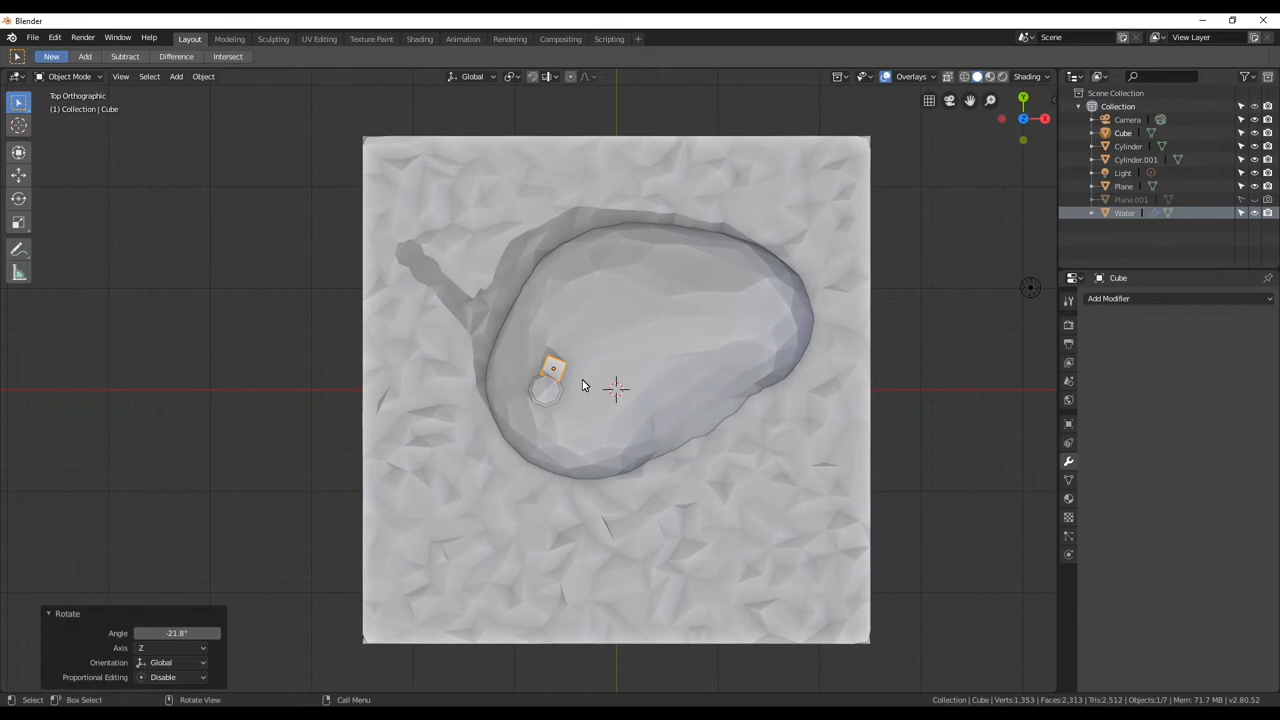 Blender
File Edit Render Window Help
Layout Modeling Sculpting UV Editing Texture Paint Shading Animation Rendering Compositing Scripting +
Scene
View Layer
New Add Subtract Difference Intersect
Object Mode View Select Add Object
Global
Overlays
Shading
Top Orthographic
(1) Collection | Cube
Y
X
Z
Scene Collection
Collection
Camera
Cube
Cylinder
Cylinder.001
Light
Plane
Plane.001
Water
Cube
Add Modifier
Rotate
Angle -21.8°
Axis Z
Orientation Global
Proportional Editing Disable
Select Box Select Rotate View Call Menu
Collection | Cube | Verts:1,353 | Faces:2,313 | Tris:2,512 | Objects:1/7 | Mem: 71.7 MB | v2.80.52